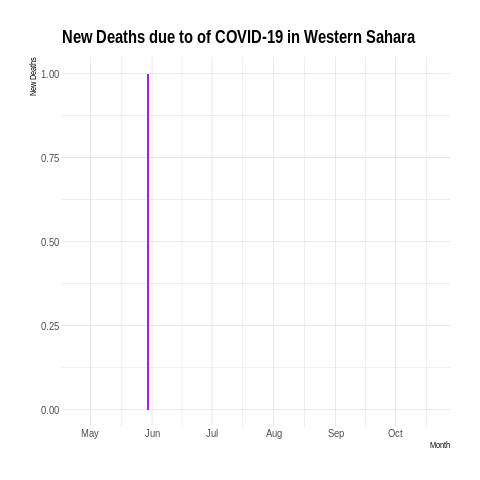 New Deaths due to of COVID-19 in Western Sahara
New Deaths
1.00
0.75
0.50
0.25
0.00
May Jun Jul Aug Sep Oct
Month